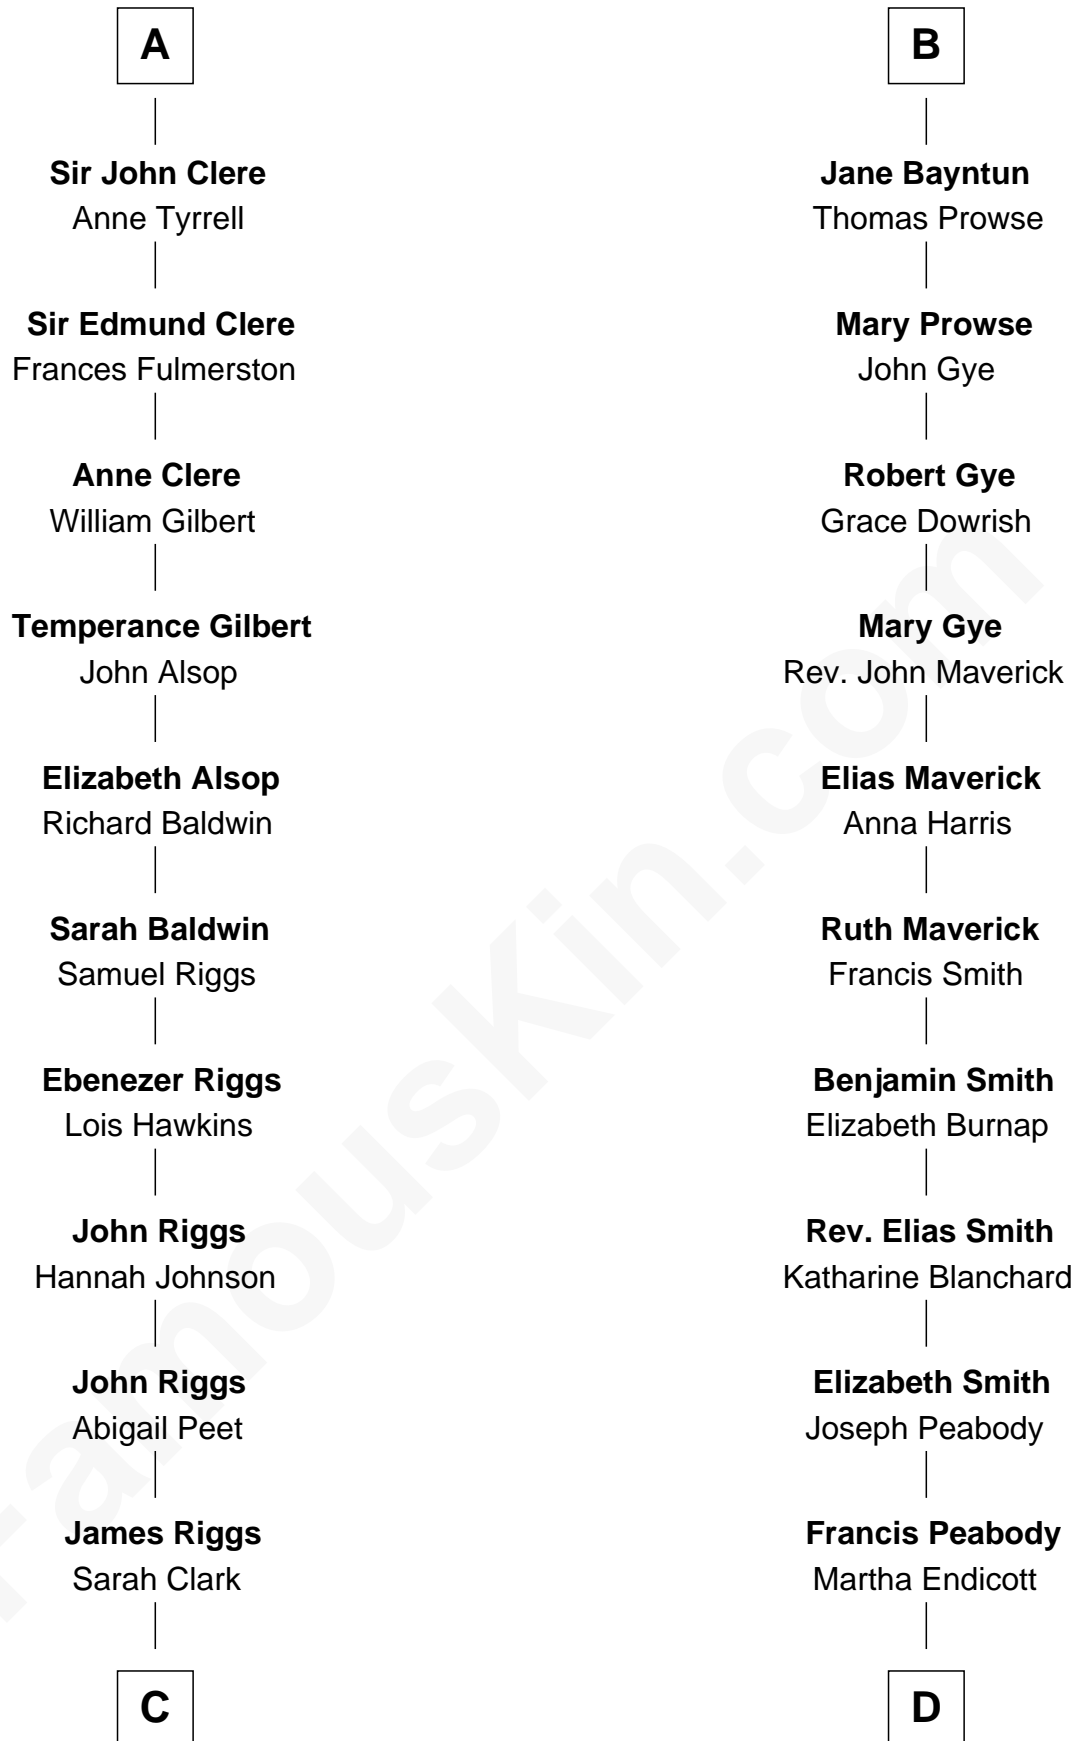 A
Sir John Clere
Anne Tyrrell
Sir Edmund Clere
Frances Fulmerston
Anne Clere
William Gilbert
Temperance Gilbert
John Alsop
Elizabeth Alsop
Richard Baldwin
Sarah Baldwin
Samuel Riggs
Ebenezer Riggs
Lois Hawkins
John Riggs
Hannah Johnson
John Riggs
Abigail Peet
James Riggs
Sarah Clark
C
B
Jane Bayntun
Thomas Prowse
Mary Prowse
John Gye
Robert Gye
Grace Dowrish
Mary Gye
Rev. John Maverick
Elias Maverick
Anna Harris
Ruth Maverick
Francis Smith
Benjamin Smith
Elizabeth Burnap
Rev. Elias Smith
Katharine Blanchard
Elizabeth Smith
Joseph Peabody
Francis Peabody
Martha Endicott
D
FamousKin.com